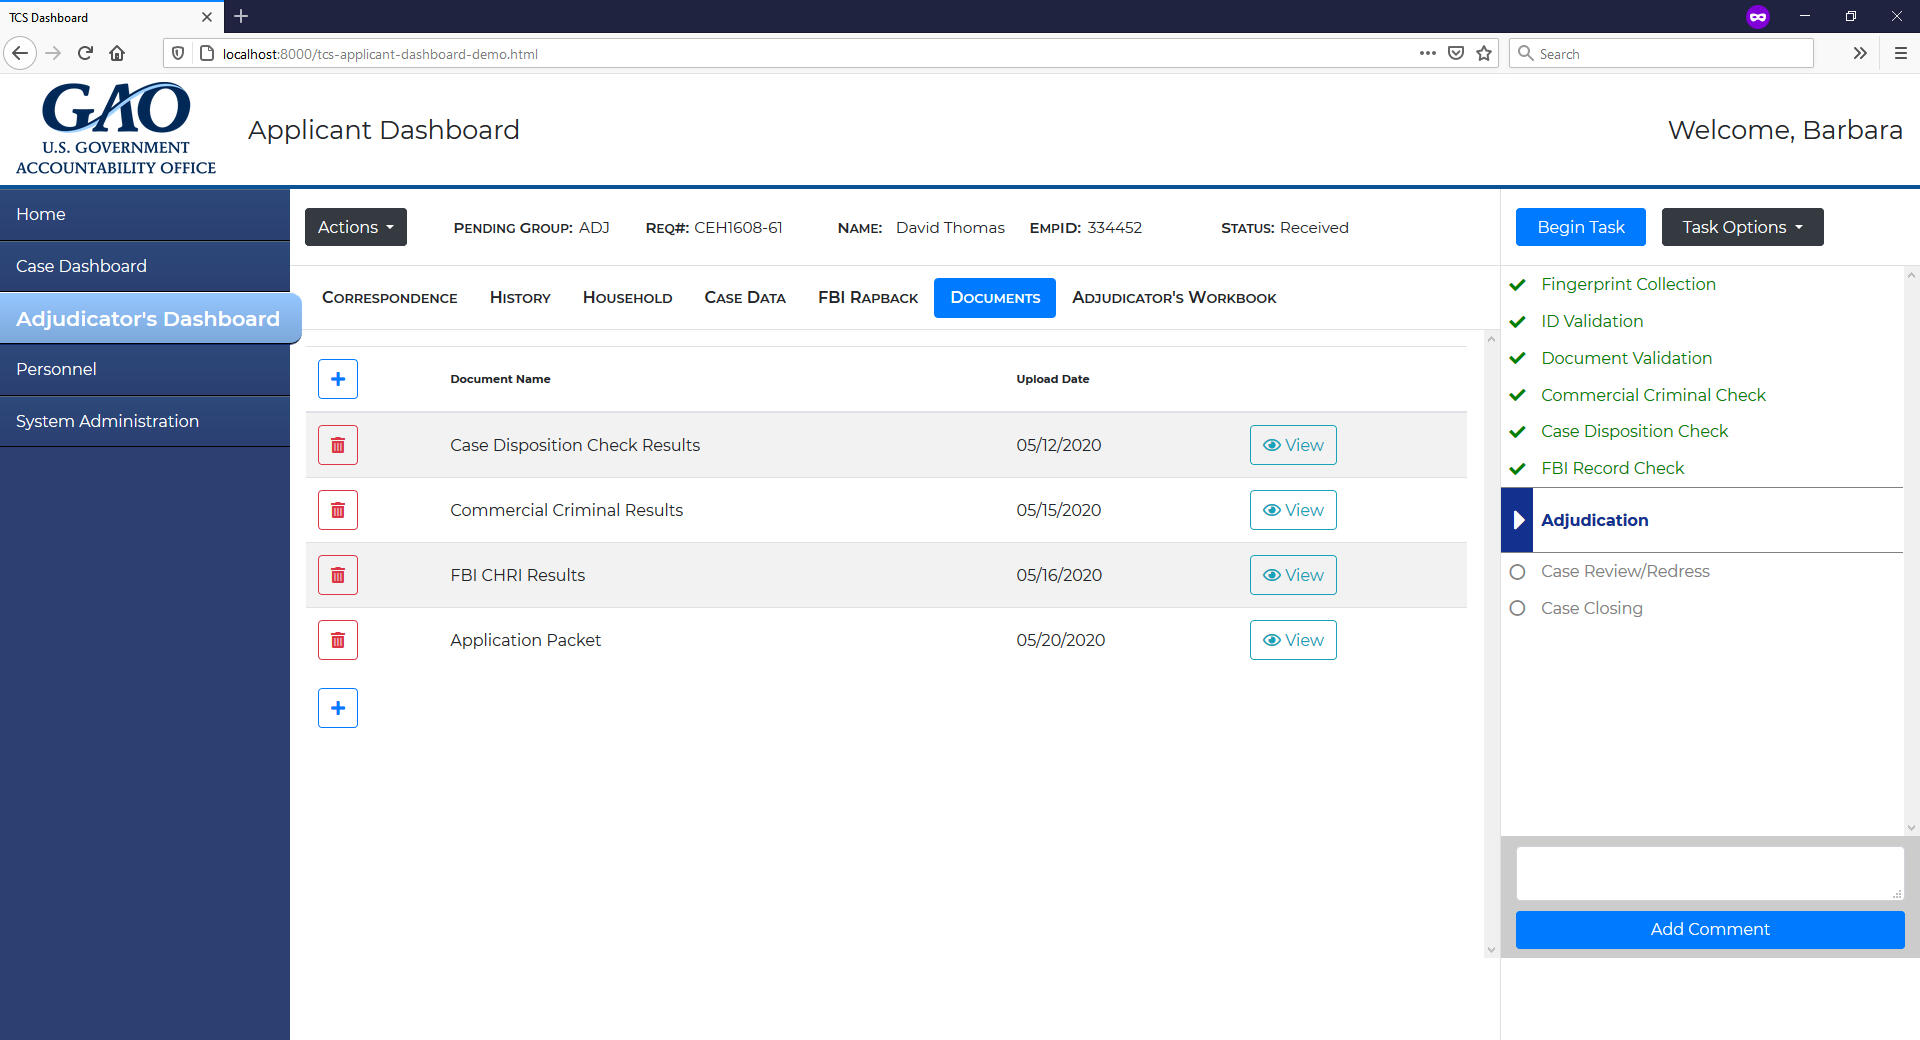 TCS Dashboard
localhost:8000/tcs-applicant-dashboard-demo.html
Search
GAO
U.S. GOVERNMENT
ACCOUNTABILITY OFFICE
Applicant Dashboard
Welcome, Barbara
Home
Case Dashboard
Adjudicator's Dashboard
Personnel
System Administration
Actions
Pending Group: ADJ
Req#: CEH1608-61
Name: David Thomas
EmpID: 334452
Status: Received
Correspondence
History
Household
Case Data
FBI Rapback
Documents
Adjudicator's Workbook
Document Name
Upload Date
Case Disposition Check Results
05/12/2020
View
Commercial Criminal Results
05/15/2020
View
FBI CHRI Results
05/16/2020
View
Application Packet
05/20/2020
View
Begin Task
Task Options
Fingerprint Collection
ID Validation
Document Validation
Commercial Criminal Check
Case Disposition Check
FBI Record Check
Adjudication
Case Review/Redress
Case Closing
Add Comment